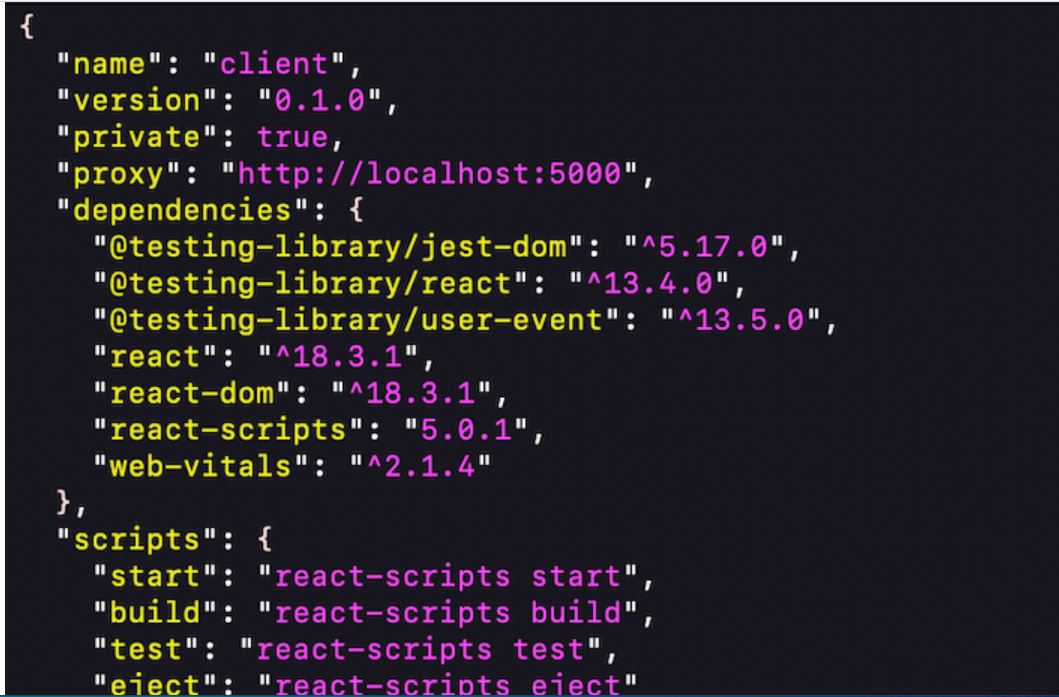 {
  "name": "client",
  "version": "0.1.0",
  "private": true,
  "proxy": "http://localhost:5000",
  "dependencies": {
    "@testing-library/jest-dom": "^5.17.0",
    "@testing-library/react": "^13.4.0",
    "@testing-library/user-event": "^13.5.0",
    "react": "^18.3.1",
    "react-dom": "^18.3.1",
    "react-scripts": "5.0.1",
    "web-vitals": "^2.1.4"
  },
  "scripts": {
    "start": "react-scripts start",
    "build": "react-scripts build",
    "test": "react-scripts test",
    "eject": "react-scripts eject"